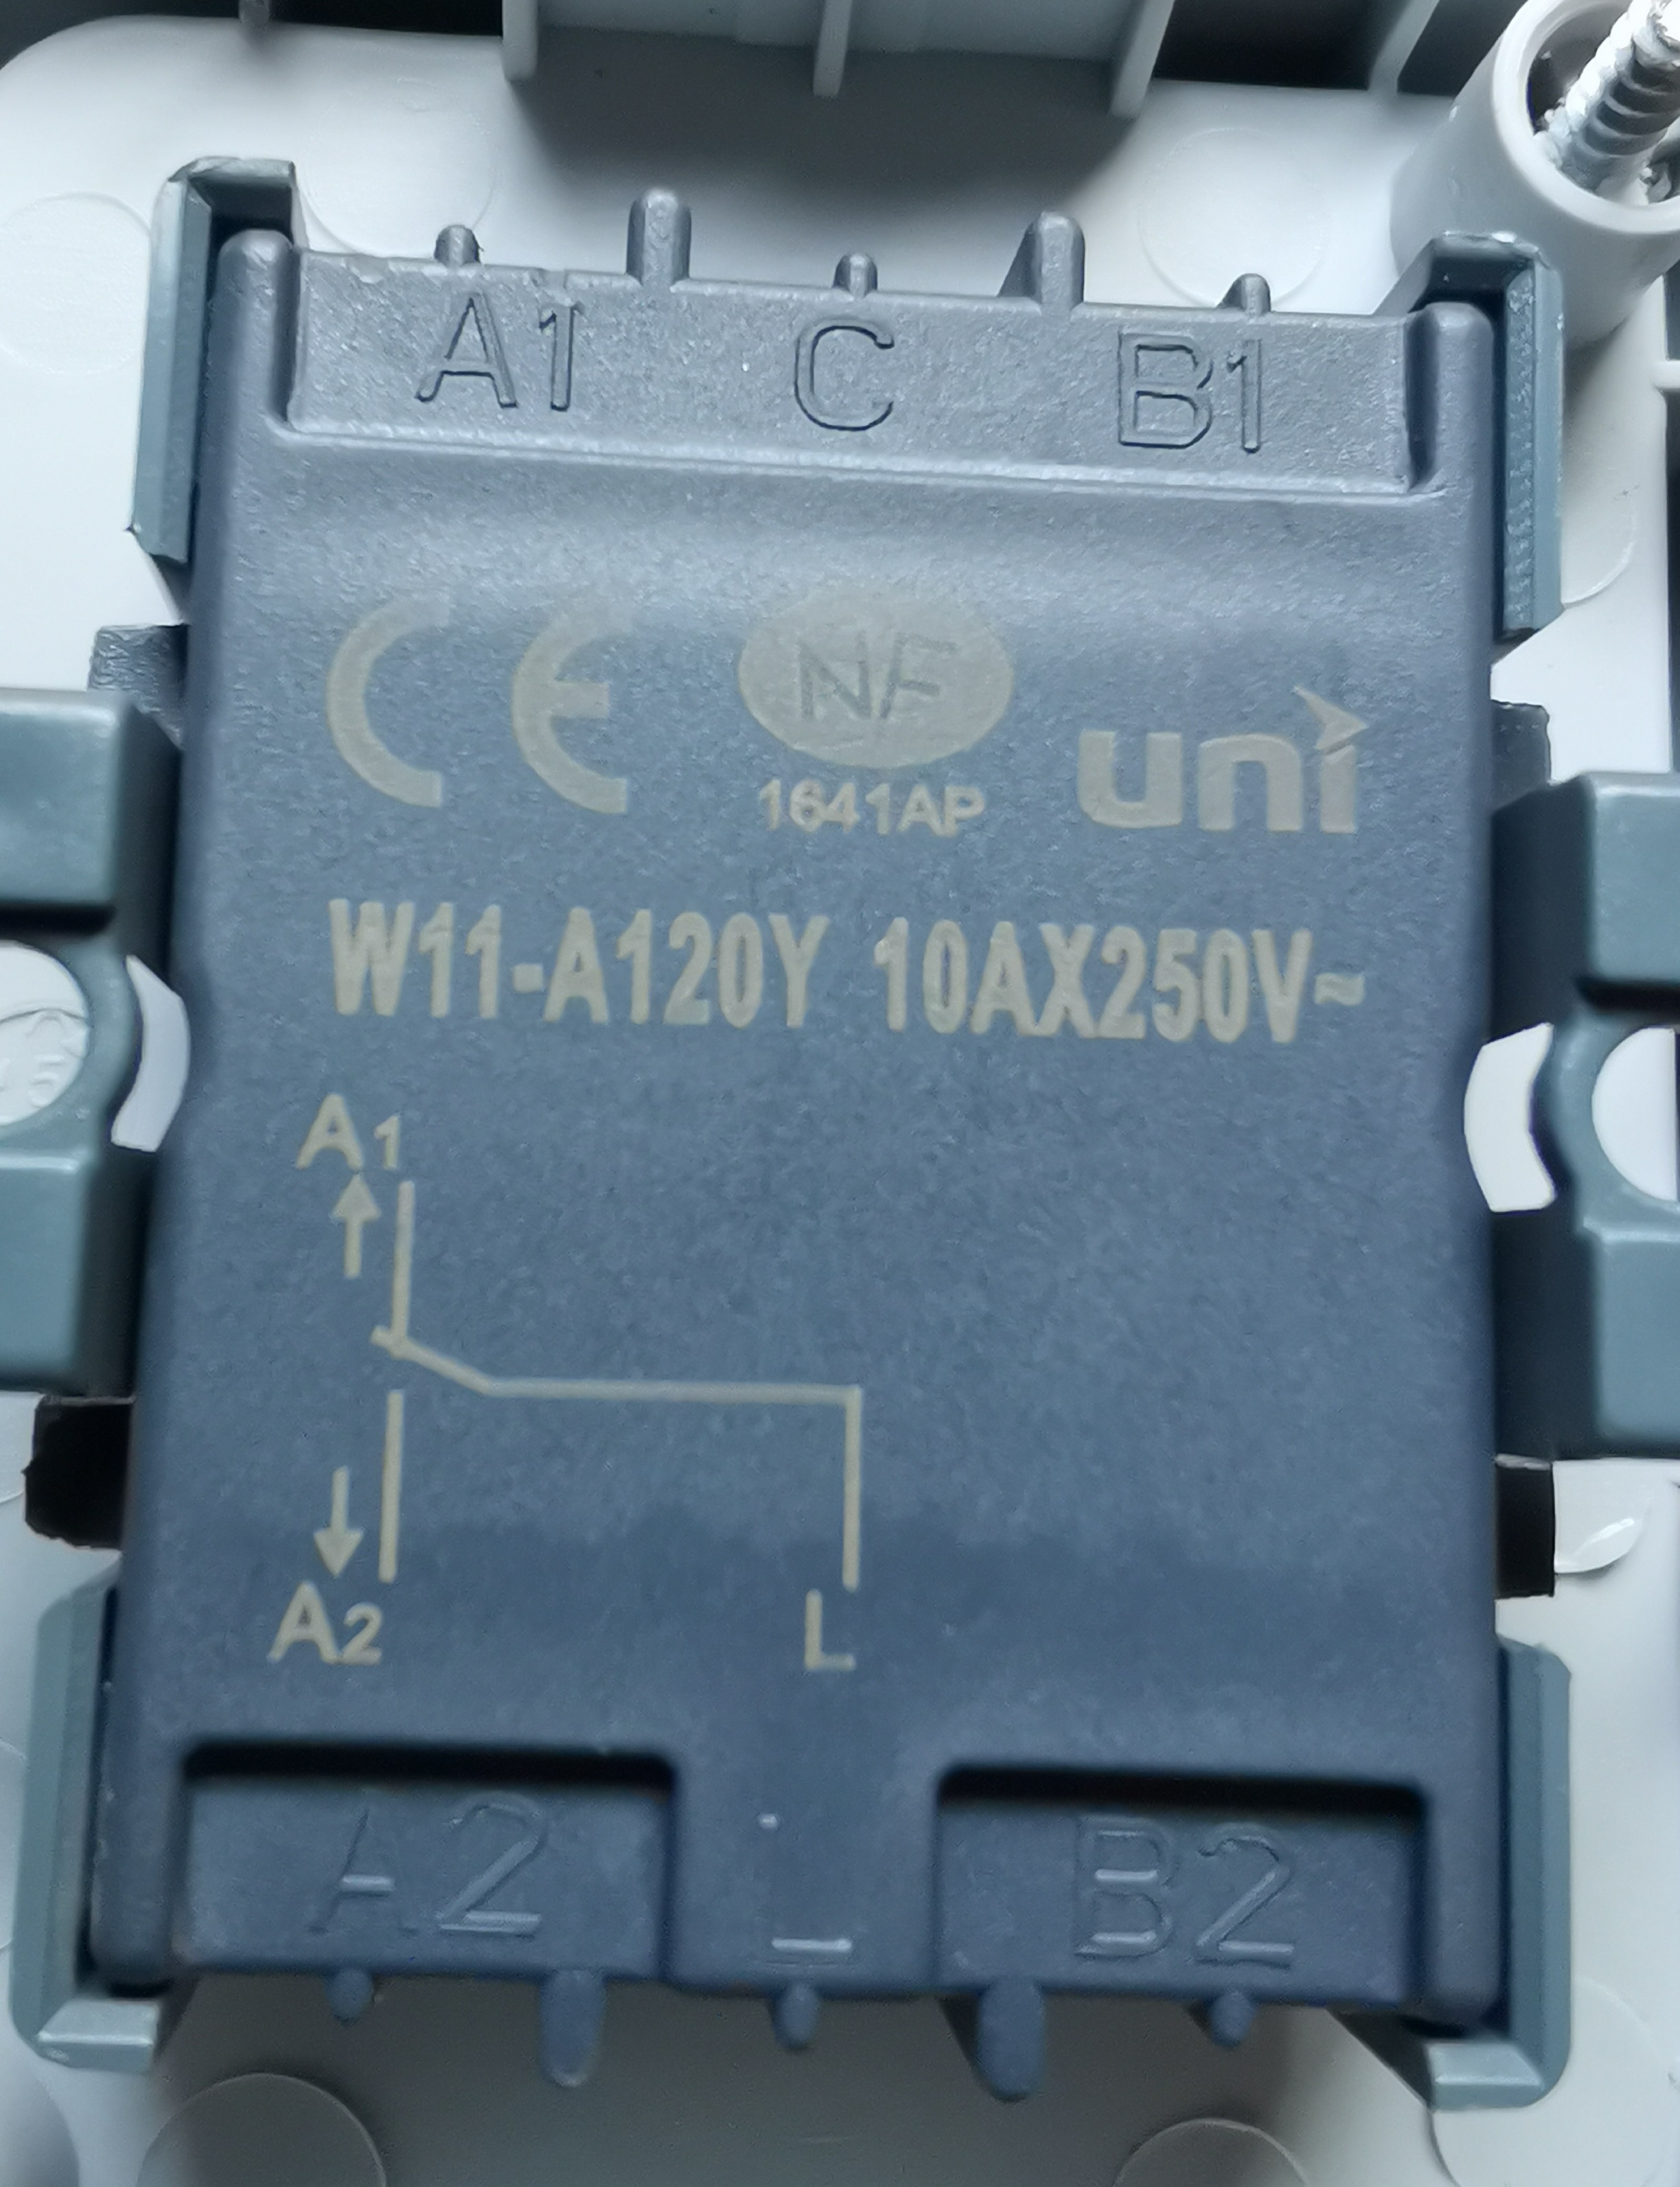 A1 C B1
CE NF uni
1641AP
W11-A120Y 10AX250V~
A1
A2 L
A2 L B2